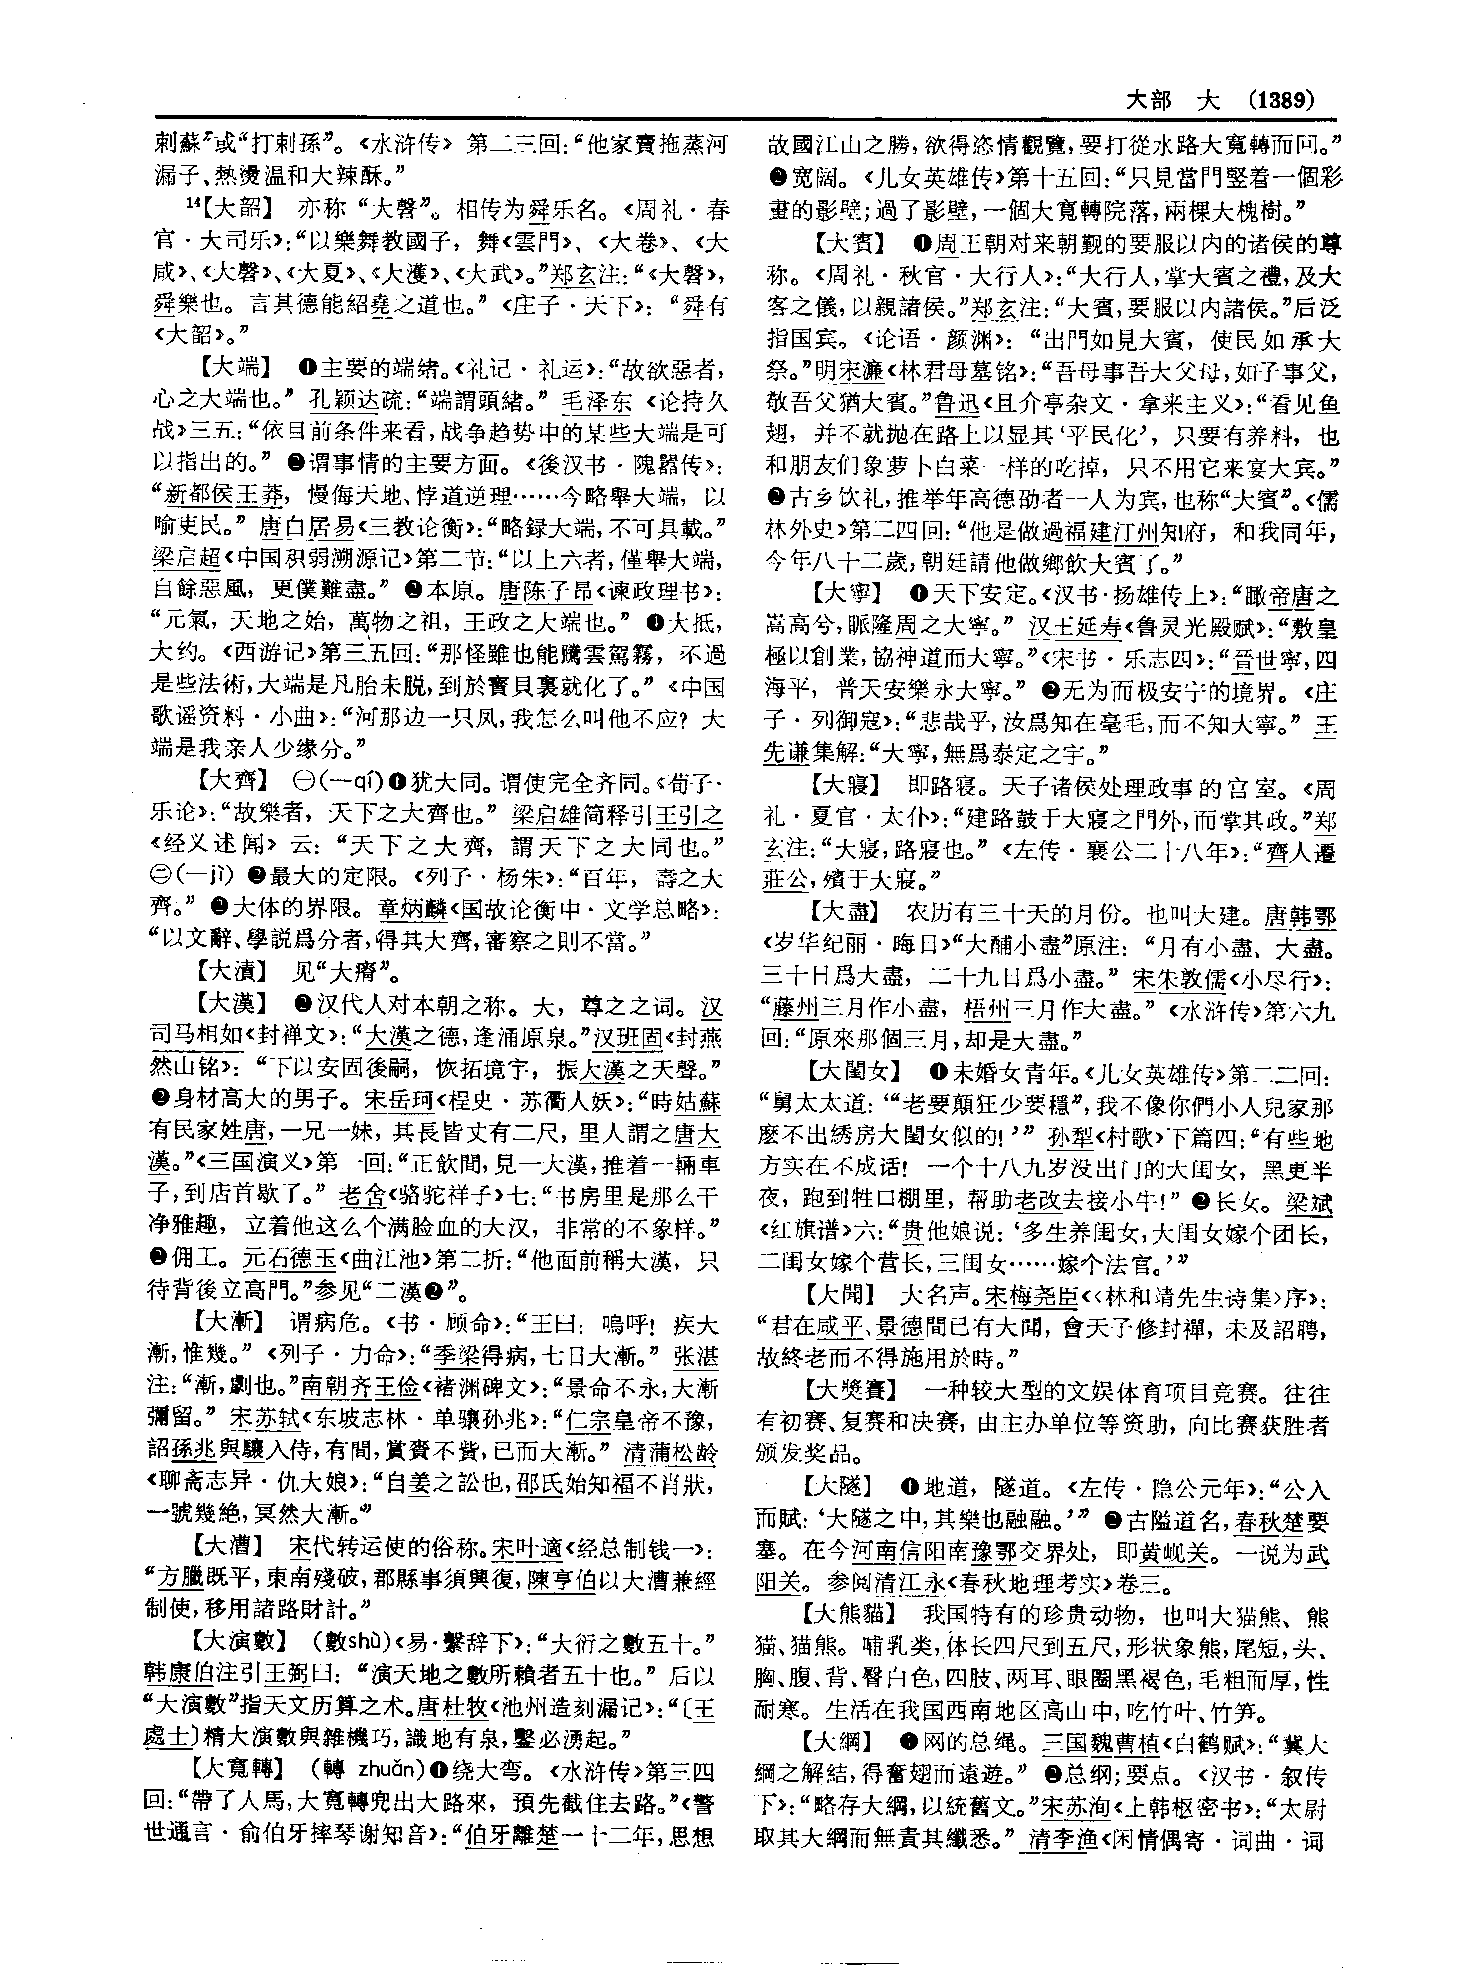 大部 大 (1389)
刺蘇”或“打刺孫”。《水浒传》第二三回：“他家賣拖蒸河
漏子、熱燙温和大辣酥。”
14【大韶】 亦称“大磬”。相传为舜乐名。《周礼·春
官·大司乐》：“以樂舞教國子，舞《雲門》、《大卷》、《大
咸》、《大磬》、《大夏》、《大濩》、《大武》。”郑玄注：“《大磬》，
舜樂也。言其德能紹堯之道也。”《庄子·天下》：“舜有
《大韶》。”
【大端】 ❶主要的端绪。《礼记·礼运》：“故欲惡者，
心之大端也。”孔颖达疏：“端謂頭緒。”毛泽东《论持久
战》三五：“依目前条件来看，战争趋势中的某些大端是可
以指出的。”❷谓事情的主要方面。《後汉书·隗嚣传》：
“新都侯王莽，慢侮天地、悖道逆理……今略舉大端，以
喻吏民。”唐白居易《三教论衡》：“略録大端，不可具載。”
梁启超《中国积弱溯源记》第二节：“以上六者，僅舉大端，
自餘惡風，更僕難盡。”❸本原。唐陈子昂《谏政理书》：
“元氣，天地之始，萬物之祖，王政之大端也。”❹大抵，
大约。《西游记》第三五回：“那怪雖也能騰雲駕霧，不過
是些法術，大端是凡胎未脱，到於寳貝裏就化了。”《中国
歌谣资料·小曲》：“河那边一只凤，我怎么叫他不应？大
端是我亲人少缘分。”
【大齊】 ㊀(—qí)❶犹大同。谓使完全齐同。《荀子·
乐论》：“故樂者，天下之大齊也。”梁启雄简释引王引之
《经义述闻》云：“天下之大齊，謂天下之大同也。”
㊁(—jì) ❶最大的定限。《列子·杨朱》：“百年，壽之大
齊。”❷大体的界限。章炳麟《国故论衡中·文学总略》：
“以文辭、學説爲分者，得其大齊，審察之則不當。”
【大漬】 见“大瘠”。
【大漢】 ❶汉代人对本朝之称。大，尊之之词。汉
司马相如《封禅文》：“大漢之德，逢涌原泉。”汉班固《封燕
然山铭》：“下以安固後嗣，恢拓境宇，振大漢之天聲。”
❷身材高大的男子。宋岳珂《桯史·苏衢人妖》：“時姑蘇
有民家姓唐，一兄一妹，其長皆丈有二尺，里人謂之唐大
漢。”《三国演义》第一回：“正飲間，見一大漢，推着一輛車
子，到店首歇了。”老舍《骆驼祥子》七：“书房里是那么干
净雅趣，立着他这么个满脸血的大汉，非常的不象样。”
❸佣工。元石德玉《曲江池》第二折：“他面前稱大漢，只
待背後立高門。”参见“二漢❷”。
【大漸】 谓病危。《书·顾命》：“王曰：嗚呼！疾大
漸，惟幾。”《列子·力命》：“季梁得病，七日大漸。”张湛
注：“漸，劇也。”南朝齐王俭《褚渊碑文》：“景命不永，大漸
彌留。”宋苏轼《东坡志林·单骧孙兆》：“仁宗皇帝不豫，
詔孫兆與驤入侍，有間，賞賚不貲，已而大漸。”清蒲松龄
《聊斋志异·仇大娘》：“自姜之訟也，邵氏始知福不肖狀，
一號幾絶，冥然大漸。”
【大漕】 宋代转运使的俗称。宋叶適《经总制钱一》：
“方臘既平，東南殘破，郡縣事須興復，陳亨伯以大漕兼經
制使，移用諸路財計。”
【大演數】 (數shù)《易·繫辞下》：“大衍之數五十。”
韩康伯注引王弼曰：“演天地之數所賴者五十也。”后以
“大演數”指天文历算之术。唐杜牧《池州造刻漏记》：“〔王
處士〕精大演數與雜機巧，識地有泉，鑿必湧起。”
【大寬轉】 (轉 zhuǎn)❶绕大弯。《水浒传》第三四
回：“帶了人馬，大寬轉兜出大路來，預先截住去路。”《警
世通言·俞伯牙摔琴谢知音》：“伯牙離楚一十二年，思想
故國江山之勝，欲得恣情觀覽，要打從水路大寬轉而回。”
❷宽阔。《儿女英雄传》第十五回：“只見當門竪着一個彩
畫的影壁；過了影壁，一個大寬轉院落，兩棵大槐樹。”
【大賓】 ❶周王朝对来朝觐的要服以内的诸侯的尊
称。《周礼·秋官·大行人》：“大行人，掌大賓之禮，及大
客之儀，以親諸侯。”郑玄注：“大賓，要服以内諸侯。”后泛
指国宾。《论语·颜渊》：“出門如見大賓，使民如承大
祭。”明宋濂《林君母墓铭》：“吾母事吾大父母，如子事父，
敬吾父猶大賓。”鲁迅《且介亭杂文·拿来主义》：“看见鱼
翅，并不就抛在路上以显其‘平民化’，只要有养料，也
和朋友们象萝卜白菜一样的吃掉，只不用它来宴大宾。”
❷古乡饮礼，推举年高德劭者一人为宾，也称“大賓”。《儒
林外史》第二四回：“他是做過福建汀州知府，和我同年，
今年八十二歲，朝廷請他做鄉飲大賓了。”
【大寧】 ❶天下安定。《汉书·扬雄传上》：“瞰帝唐之
嵩高兮，眽隆周之大寧。”汉王延寿《鲁灵光殿赋》：“敷皇
極以創業，協神道而大寧。”《宋书·乐志四》：“晉世寧，四
海平，普天安樂永大寧。”❷无为而极安宁的境界。《庄
子·列御寇》：“悲哉乎，汝爲知在毫毛，而不知大寧。”王
先谦集解：“大寧，無爲泰定之宇。”
【大寢】 即路寝。天子诸侯处理政事的宫室。《周
礼·夏官·太仆》：“建路鼓于大寢之門外，而掌其政。”郑
玄注：“大寢，路寢也。”《左传·襄公二十八年》：“齊人遷
莊公，殯于大寢。”
【大盡】 农历有三十天的月份。也叫大建。唐韩鄂
《岁华纪丽·晦日》“大酺小盡”原注：“月有小盡、大盡。
三十日爲大盡，二十九日爲小盡。”宋朱敦儒《小尽行》：
“藤州三月作小盡，梧州三月作大盡。”《水浒传》第六九
回：“原來那個三月，却是大盡。”
【大閨女】 ❶未婚女青年。《儿女英雄传》第二二回：
“舅太太道：‘“老要顛狂少要穩”，我不像你們小人兒家那
麽不出綉房大閨女似的！’”孙犁《村歌》下篇四：“有些地
方实在不成话！一个十八九岁没出门的大闺女，黑更半
夜，跑到牲口棚里，帮助老改去接小牛！”❷长女。梁斌
《红旗谱》六：“贵他娘说：‘多生养闺女，大闺女嫁个团长，
二闺女嫁个营长，三闺女……嫁个法官。’”
【大聞】 大名声。宋梅尧臣《〈林和靖先生诗集〉序》：
“君在咸平、景德間已有大聞，會天子修封禪，未及詔聘，
故終老而不得施用於時。”
【大獎賽】 一种较大型的文娱体育项目竞赛。往往
有初赛、复赛和决赛，由主办单位等资助，向比赛获胜者
颁发奖品。
【大隧】 ❶地道，隧道。《左传·隐公元年》：“公入
而賦：‘大隧之中，其樂也融融。’”❷古隘道名，春秋楚要
塞。在今河南信阳南豫鄂交界处，即黄岘关。一说为武
阳关。参阅清江永《春秋地理考实》卷三。
【大熊貓】 我国特有的珍贵动物，也叫大猫熊、熊
猫、猫熊。哺乳类，体长四尺到五尺，形状象熊，尾短，头、
胸、腹、背、臀白色，四肢、两耳、眼圈黑褐色，毛粗而厚，性
耐寒。生活在我国西南地区高山中，吃竹叶、竹笋。
【大綱】 ❶网的总绳。三国魏曹植《白鹤赋》：“冀大
綱之解結，得奮翅而遠遊。”❷总纲；要点。《汉书·叙传
下》：“略存大綱，以統舊文。”宋苏洵《上韩枢密书》：“太尉
取其大綱而無責其纖悉。”清李渔《闲情偶寄·词曲·词